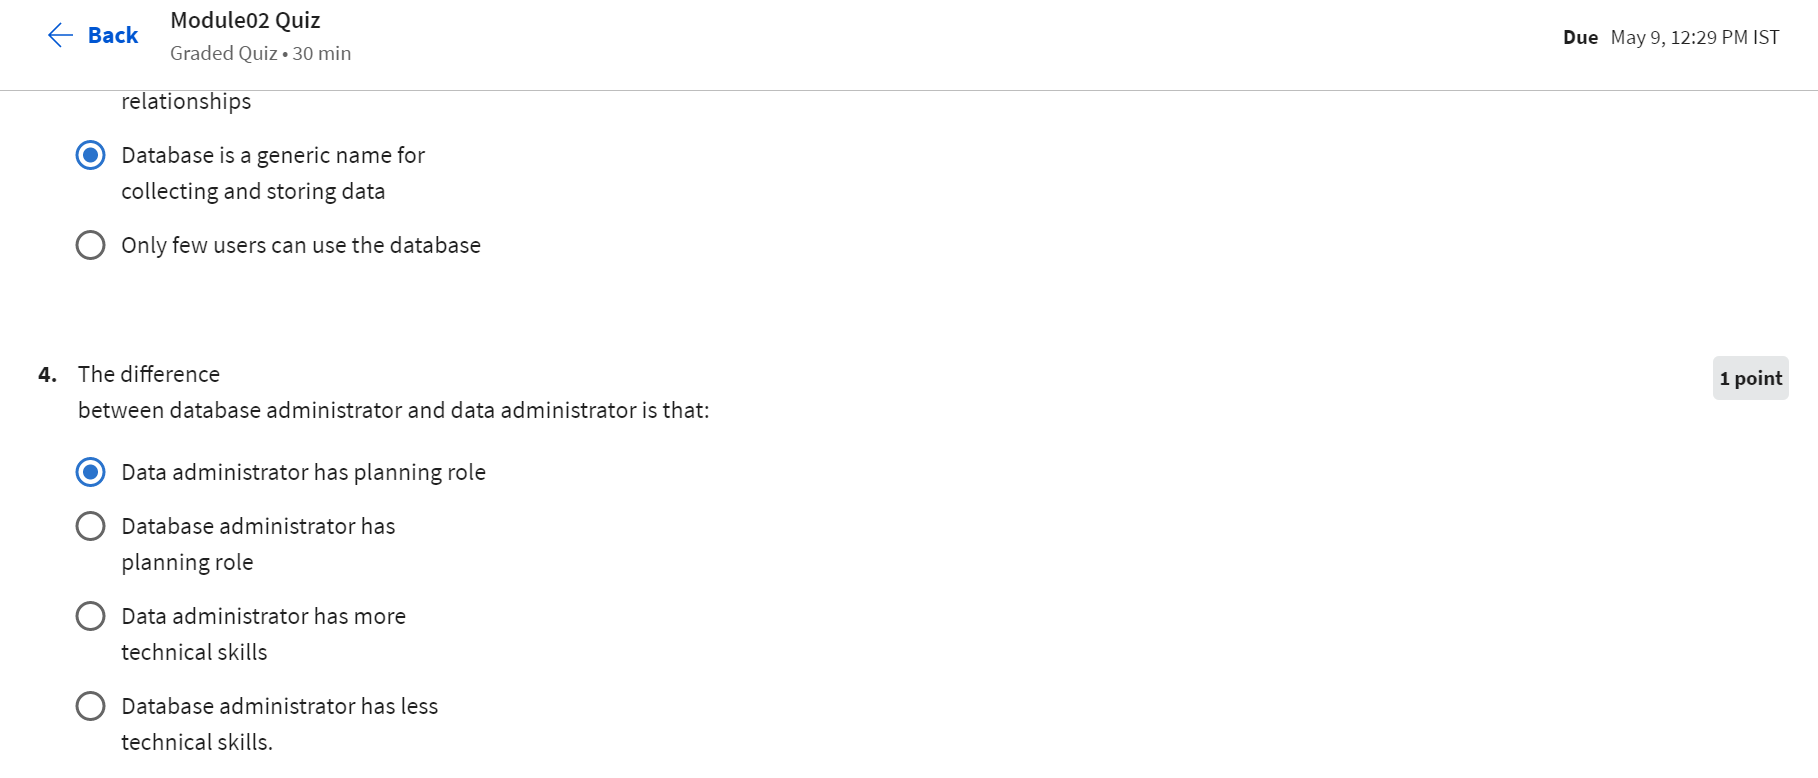 Back
Module02 Quiz
Graded Quiz • 30 min
Due May 9, 12:29 PM IST
relationships
Database is a generic name for
collecting and storing data
Only few users can use the database
4. The difference
between database administrator and data administrator is that:
1 point
Data administrator has planning role
Database administrator has
planning role
Data administrator has more
technical skills
Database administrator has less
technical skills.